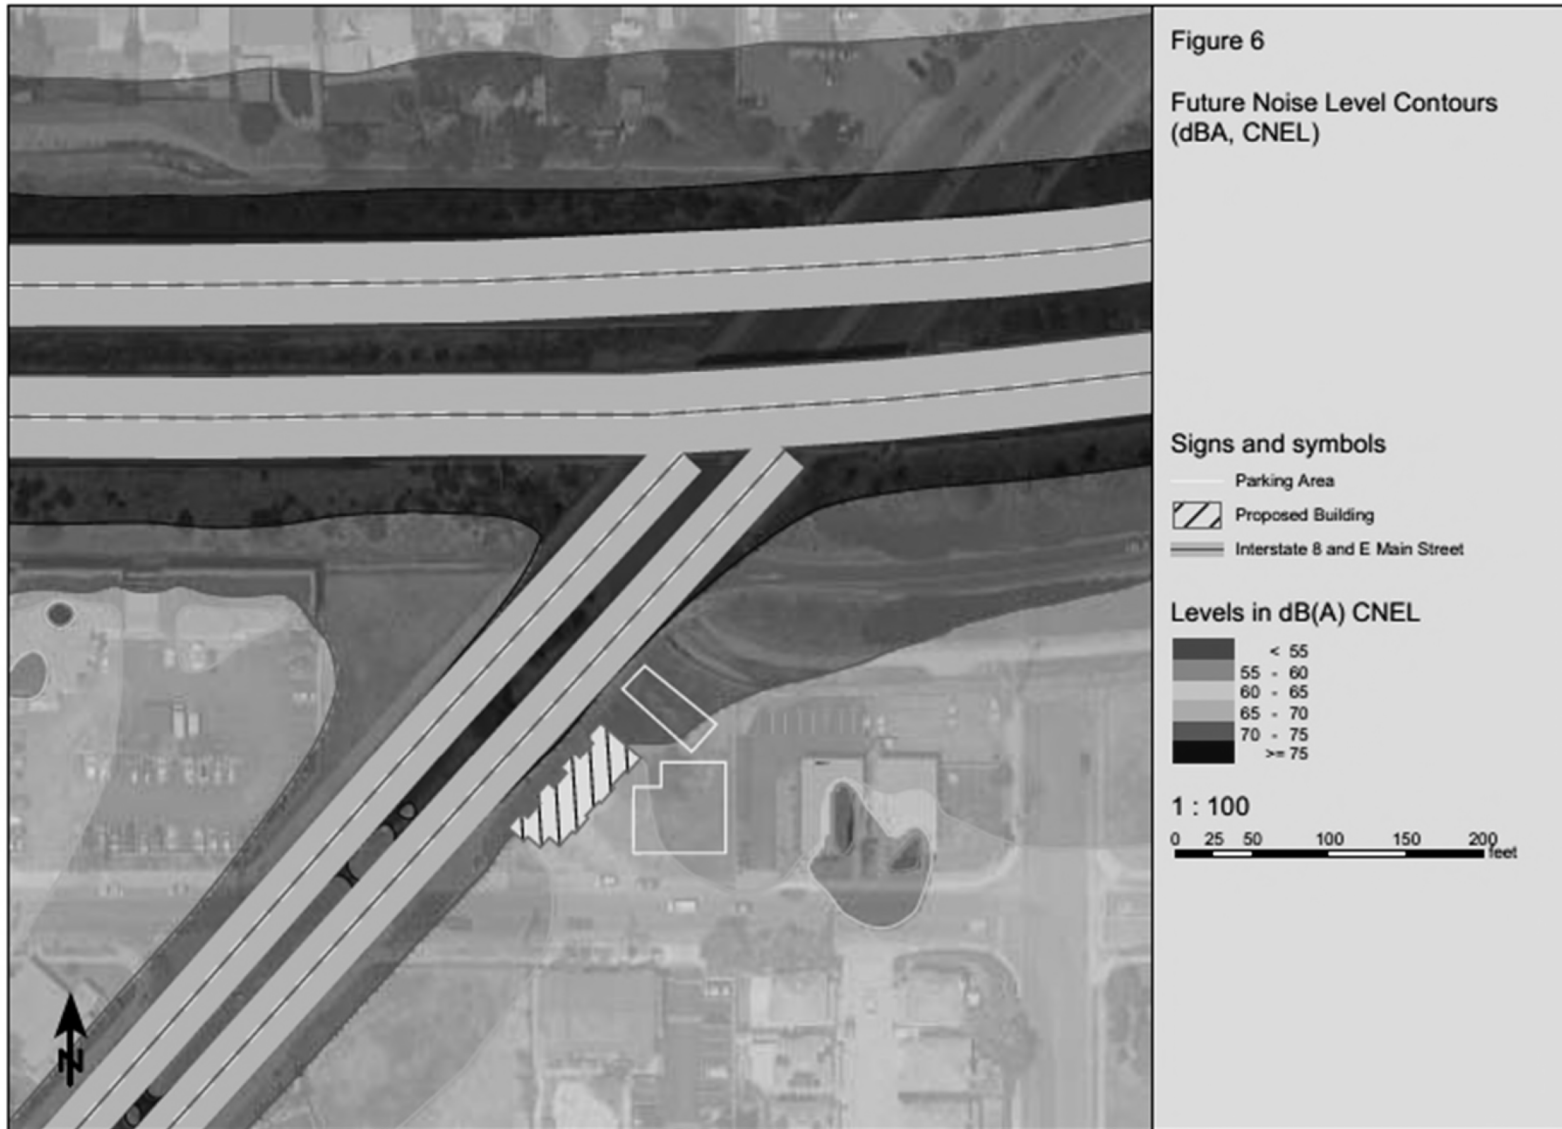 Figure 6
Future Noise Level Contours
(dBA, CNEL)
Signs and symbols
Parking Area
Proposed Building
Interstate 8 and E Main Street
Levels in dB(A) CNEL
< 55
55 - 60
60 - 65
65 - 70
70 - 75
>= 75
1 : 100
0 25 50 100 150 200
feet
N